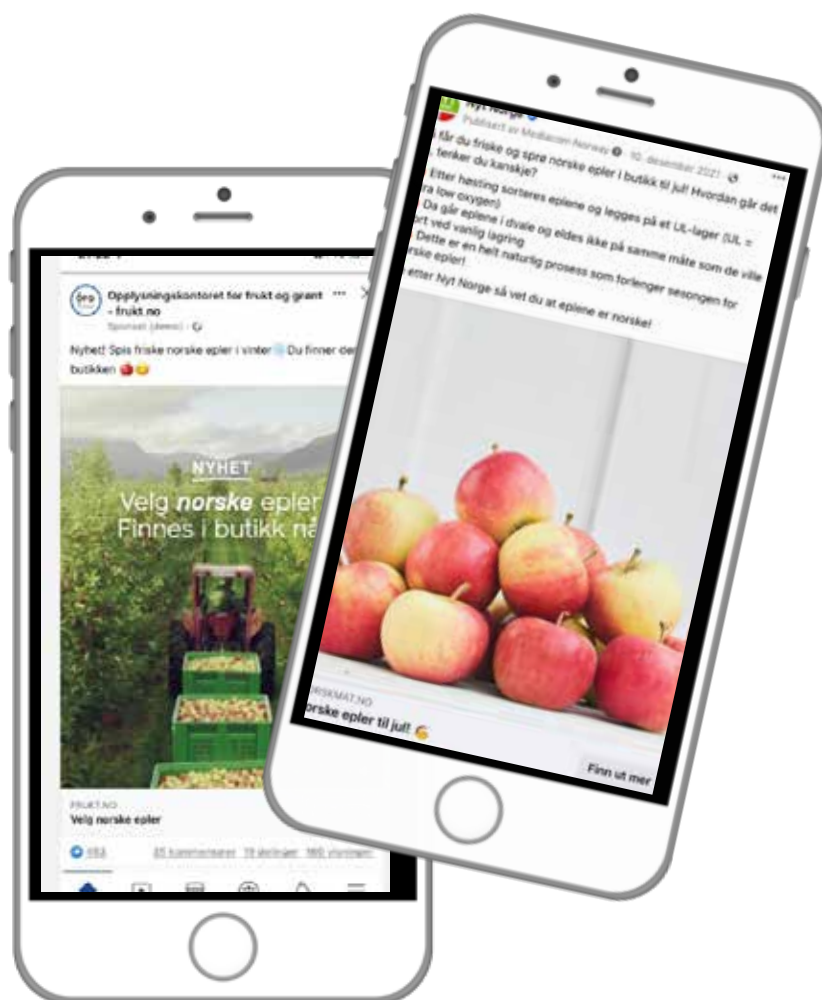 Opplysningskontoret for frukt og grønt
- frukt.no
Sponset (demo)
Nyhet! Spis friske norske epler i vinter Du finner
butikken
NYHET
Velg norske epler
Finnes i butikk nå
FRUKT.NO
Velg norske epler
85 kommentarer
Nyt Norge
Publisert av Mediacom Norway 10. desember 2021
får du friske og sprø norske epler i butikk til jul! Hvordan går det
, tenker du kanskje?
Etter høsting sorteres eplene og legges på et UL-lager (UL =
ra low oxygen)
Da går eplene i dvale og eldes ikke på samme måte som de ville
ort ved vanlig lagring
Dette er en helt naturlig prosess som forlenger sesongen for
rske epler!
etter Nyt Norge så vet du at eplene er norske!
RSKMAT.NO
orske epler til jul!
Finn ut mer